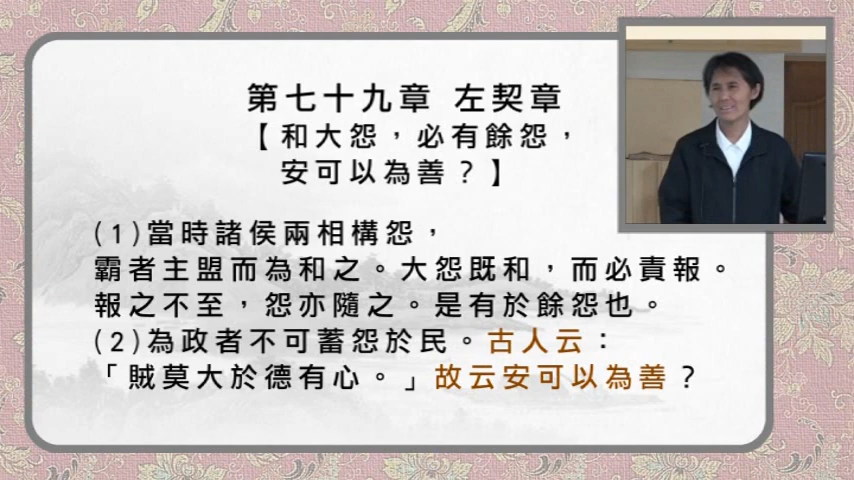 第七十九章 左契章
【和大怨，必有餘怨，
安可以為善？】
(1)當時諸侯兩相構怨，
霸者主盟而為和之。大怨既和，而必責報。
報之不至，怨亦隨之。是有於餘怨也。
(2)為政者不可蓄怨於民。古人云：
「賊莫大於德有心。」故云安可以為善？